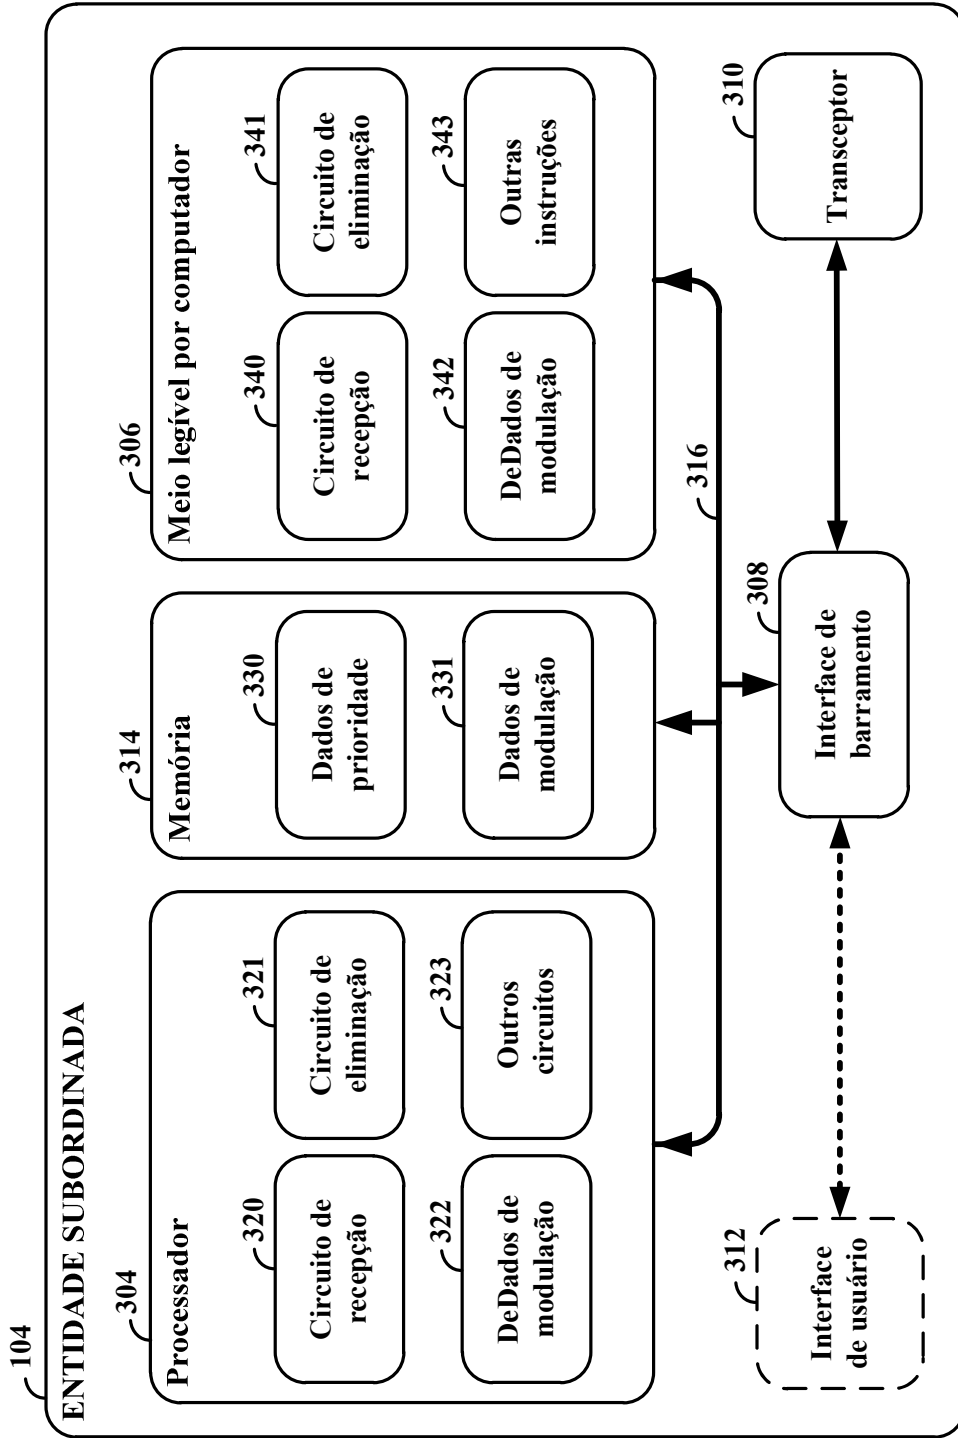 104
ENTIDADE SUBORDINADA
304
Processador
320
Circuito de
recepção
321
Circuito de
eliminação
322
DeDados de
modulação
323
Outros
circuitos
314
Memória
330
Dados de
prioridade
331
Dados de
modulação
306
Meio legível por computador
340
Circuito de
recepção
341
Circuito de
eliminação
342
DeDados de
modulação
343
Outras
instruções
316
312
Interface
de usuário
308
Interface de
barramento
310
Transceptor